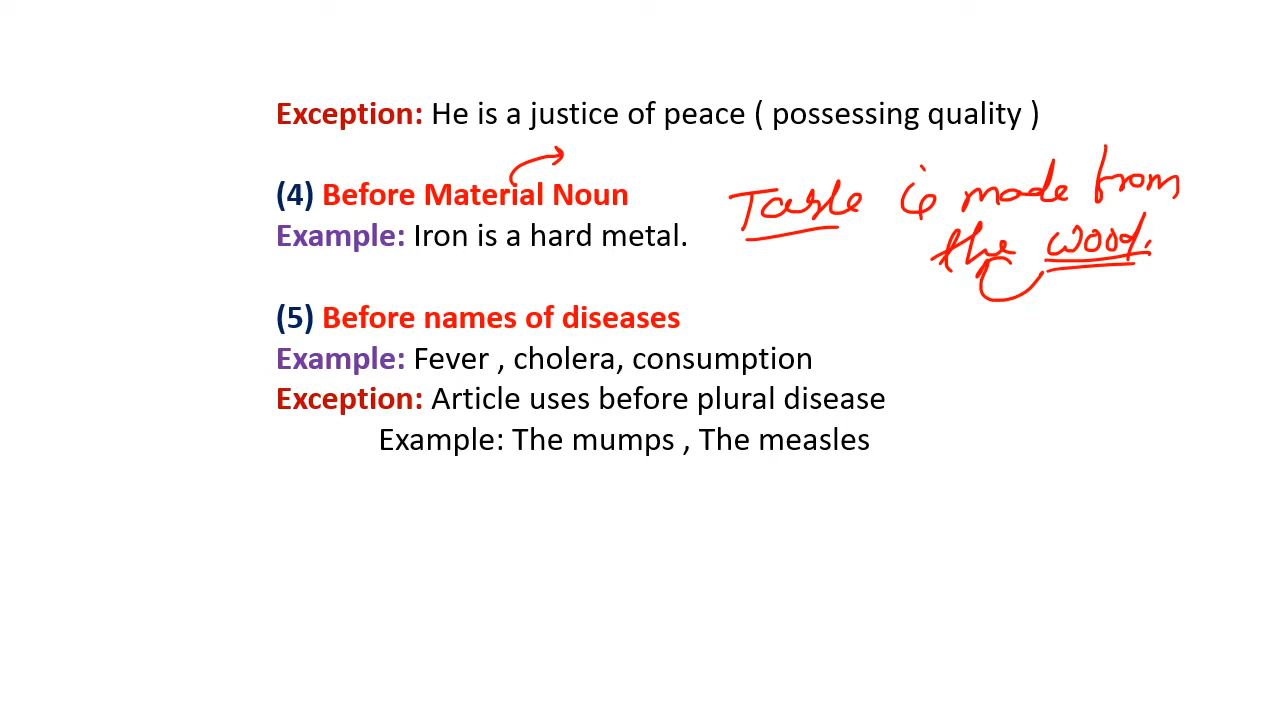 Exception: He is a justice of peace ( possessing quality )
(4) Before Material Noun
Example: Iron is a hard metal.
Table is made from
the wood.
(5) Before names of diseases
Example: Fever , cholera, consumption
Exception: Article uses before plural disease
Example: The mumps , The measles